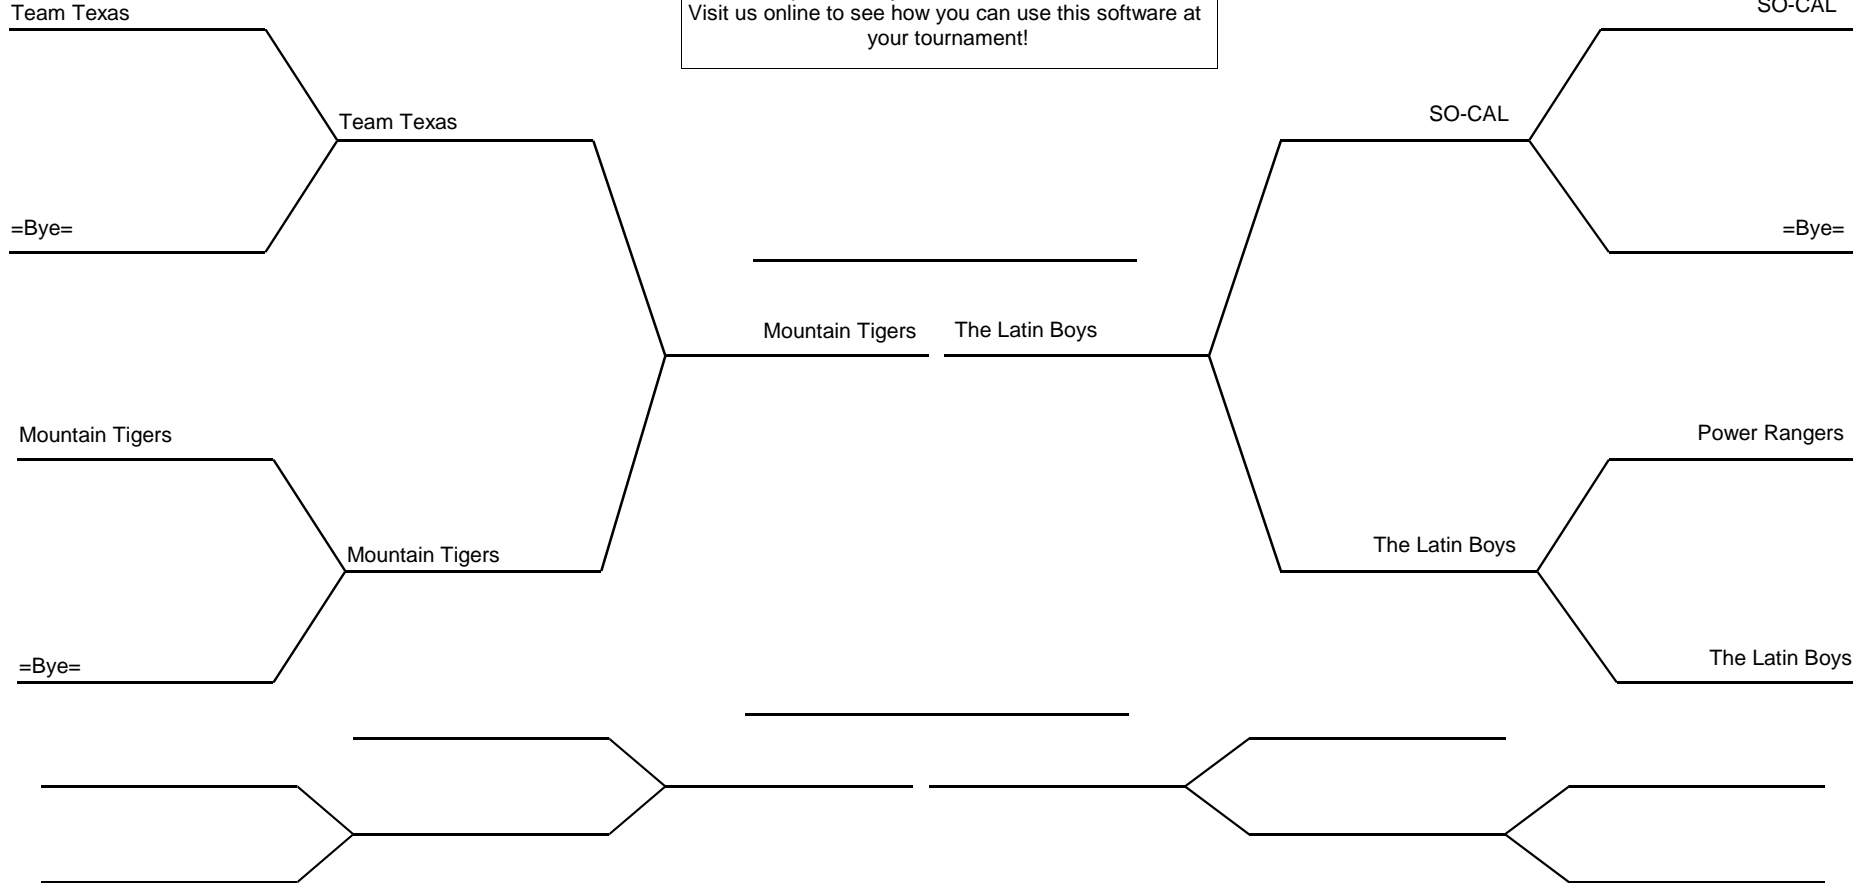 Team Texas
Visit us online to see how you can use this software at
your tournament!
SO-CAL
Team Texas
SO-CAL
=Bye=
=Bye=
Mountain Tigers
The Latin Boys
Mountain Tigers
Power Rangers
Mountain Tigers
The Latin Boys
=Bye=
The Latin Boys